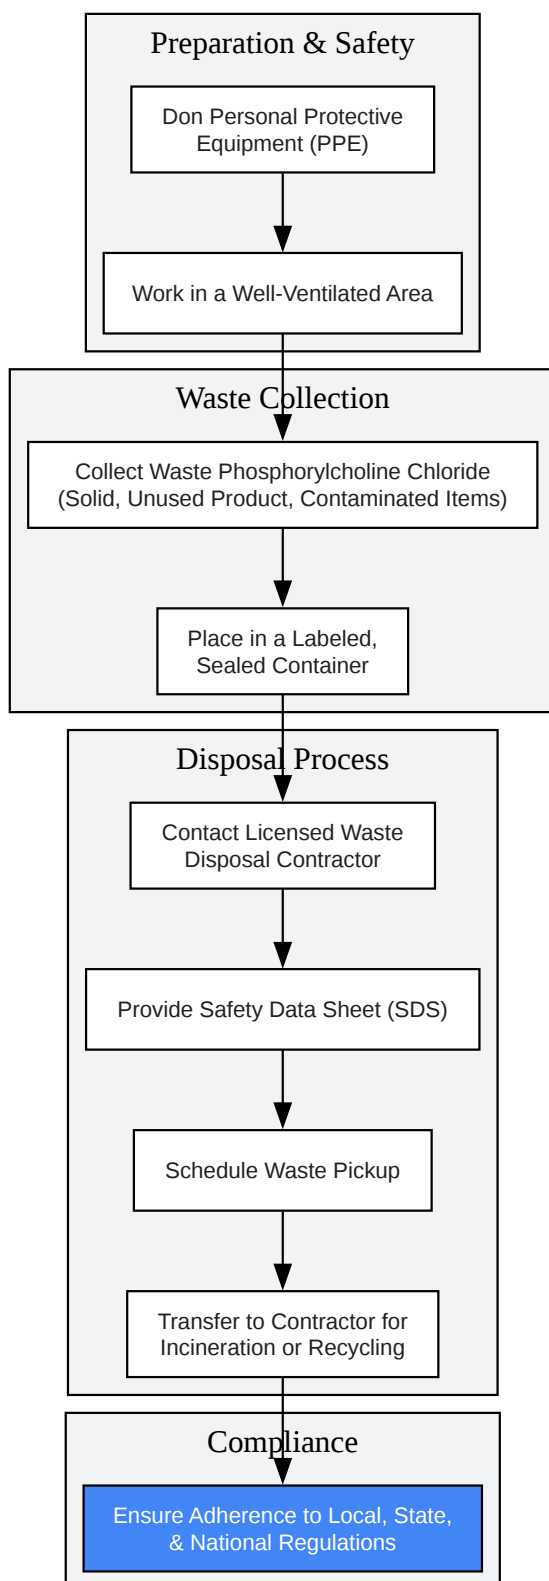 Preparation & Safety
Don Personal Protective
Equipment (PPE)
Work in a Well-Ventilated Area
Waste Collection
Collect Waste Phosphorylcholine Chloride
(Solid, Unused Product, Contaminated Items)
Place in a Labeled,
Sealed Container
Disposal Process
Contact Licensed Waste
Disposal Contractor
Provide Safety Data Sheet (SDS)
Schedule Waste Pickup
Transfer to Contractor for
Incineration or Recycling
Compliance
Ensure Adherence to Local, State,
& National Regulations